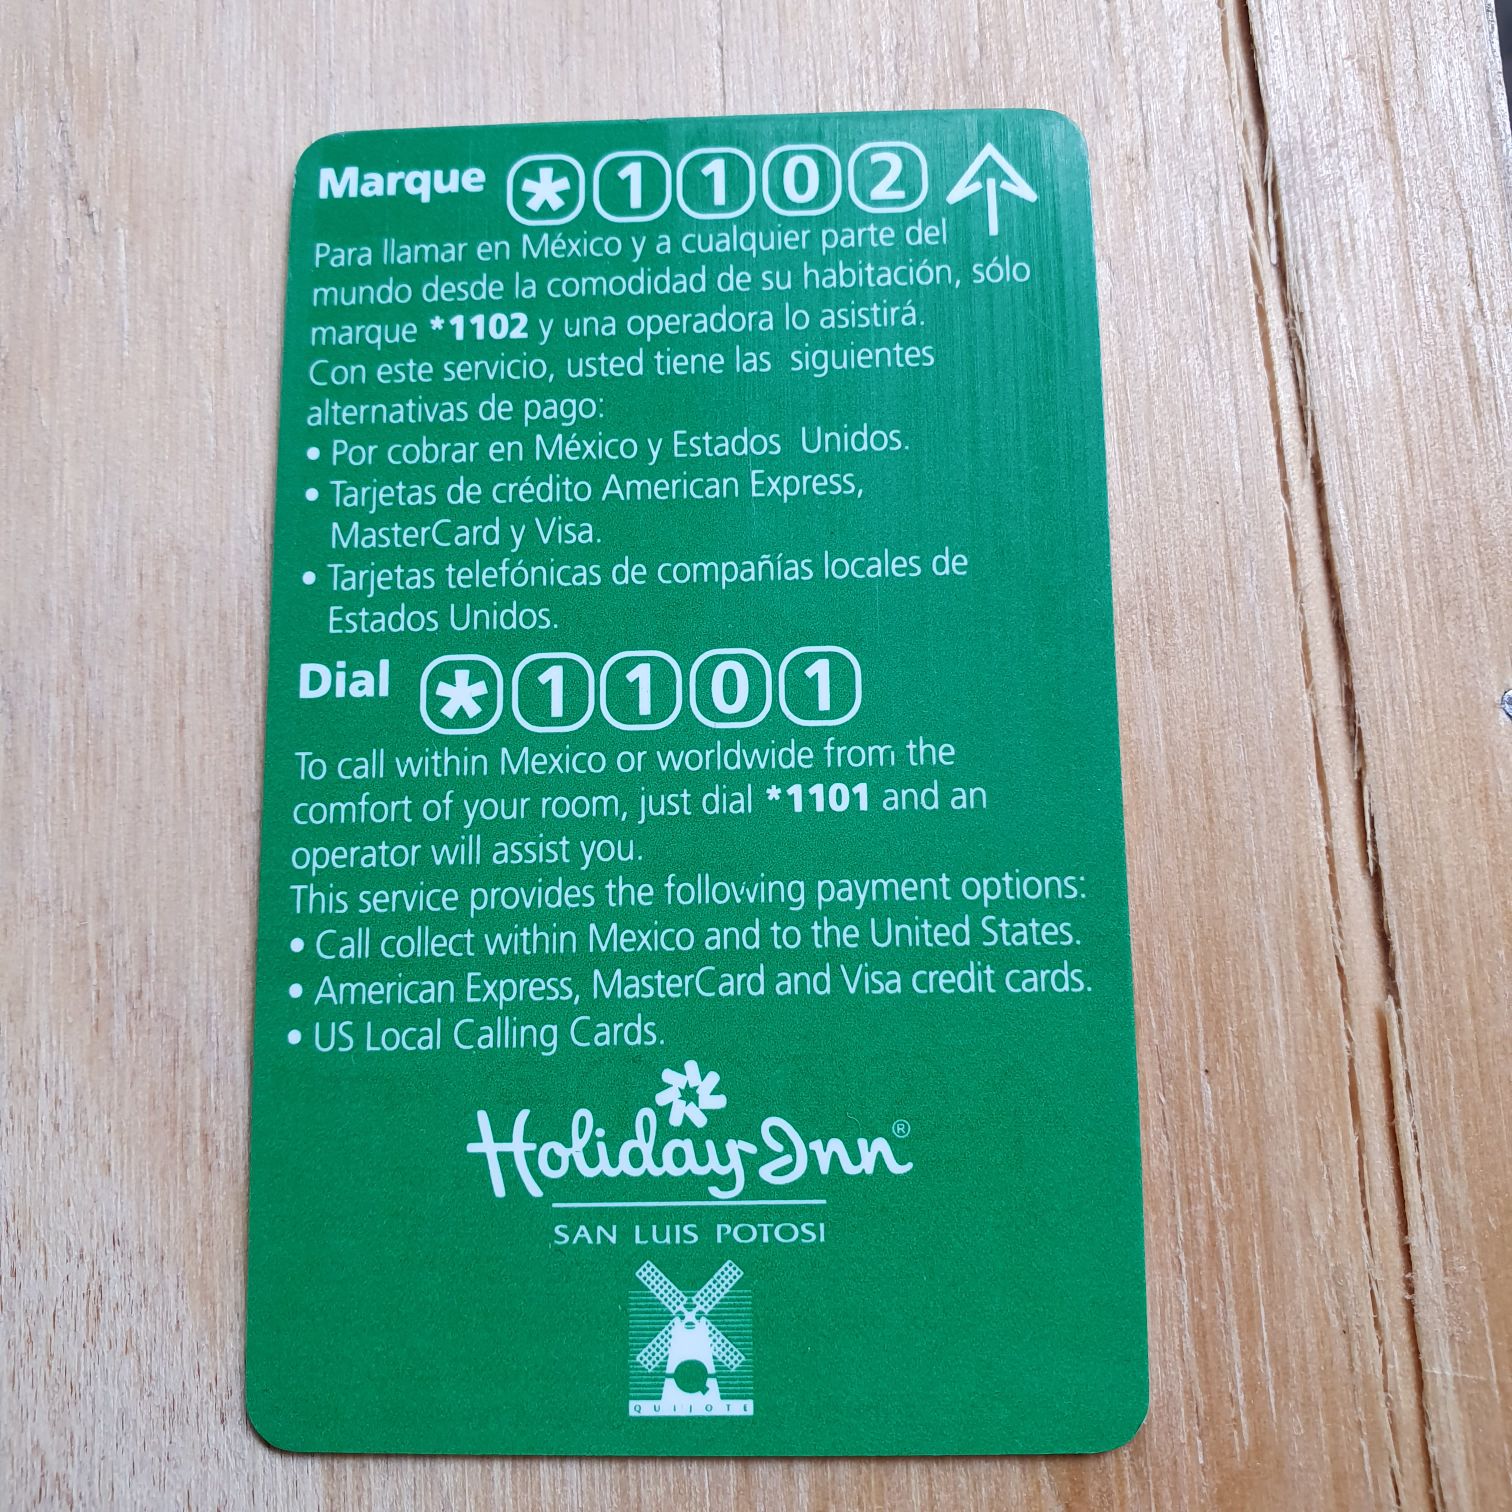 Marque *1102
Para llamar en México y a cualquier parte del
mundo desde la comodidad de su habitación, sólo
marque *1102 y una operadora lo asistirá.
Con este servicio, usted tiene las siguientes
alternativas de pago:
• Por cobrar en México y Estados Unidos.
• Tarjetas de crédito American Express,
MasterCard y Visa.
• Tarjetas telefónicas de compañías locales de
Estados Unidos.
Dial *1101
To call within Mexico or worldwide from the
comfort of your room, just dial *1101 and an
operator will assist you.
This service provides the following payment options:
• Call collect within Mexico and to the United States.
• American Express, MasterCard and Visa credit cards.
• US Local Calling Cards.
Holiday Inn®
SAN LUIS POTOSI
Q
QUIJOTE